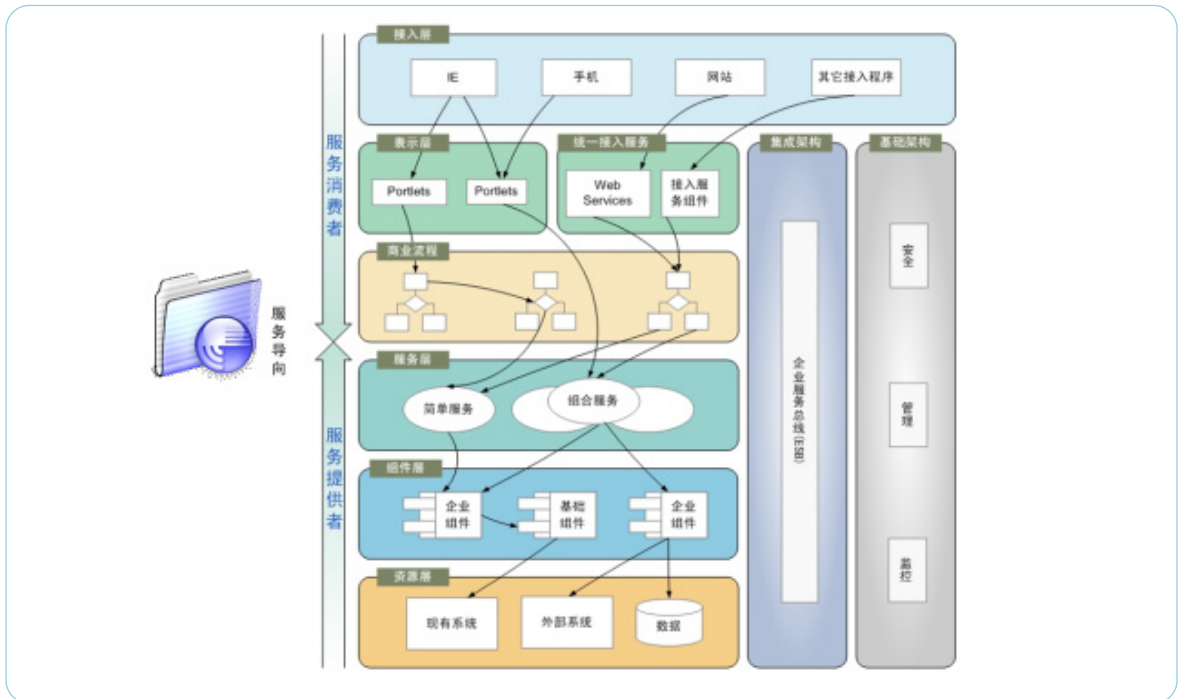 接入层
IE
手机
网站
其它接入程序
服务消费者
表示层
Portlets
Portlets
统一接入服务
Web
Services
接入服
务组件
集成架构
基础架构
商业流程
安全
服务导向
服务层
简单服务
组合服务
企业服务总线(ESB)
管理
服务提供者
组件层
企业
组件
基础
组件
企业
组件
监控
资源层
现有系统
外部系统
数据